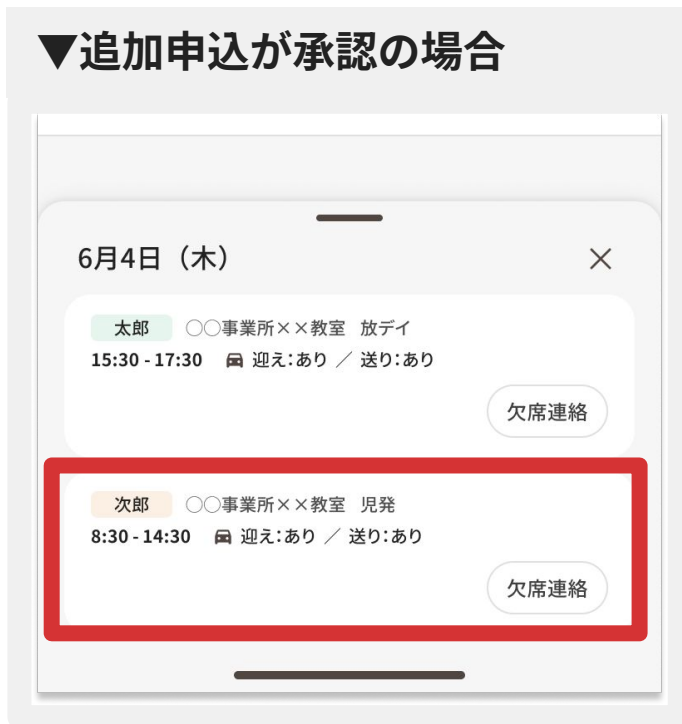 ▼追加申込が承認の場合
6月4日（木）
太郎 ○○事業所××教室 放デイ
15:30 - 17:30 迎え：あり ／ 送り：あり
欠席連絡
次郎 ○○事業所××教室 児発
8:30 - 14:30 迎え：あり ／ 送り：あり
欠席連絡